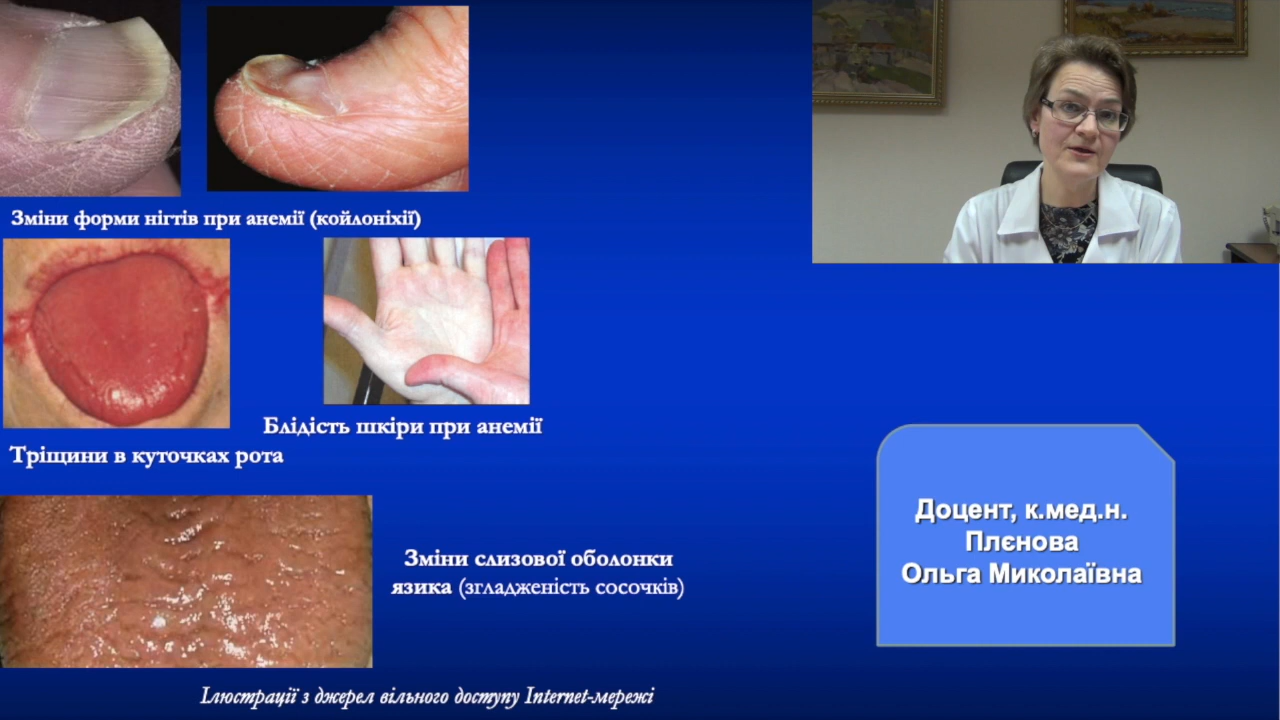 Зміни форми нігтів при анемії (койлоніхії)
Блідість шкіри при анемії
Тріщини в куточках рота
Зміни слизової оболонки
язика (згладженість сосочків)
Доцент, к.мед.н.
Плєнова
Ольга Миколаївна
Ілюстрації з джерел вільного доступу Internet-мережі